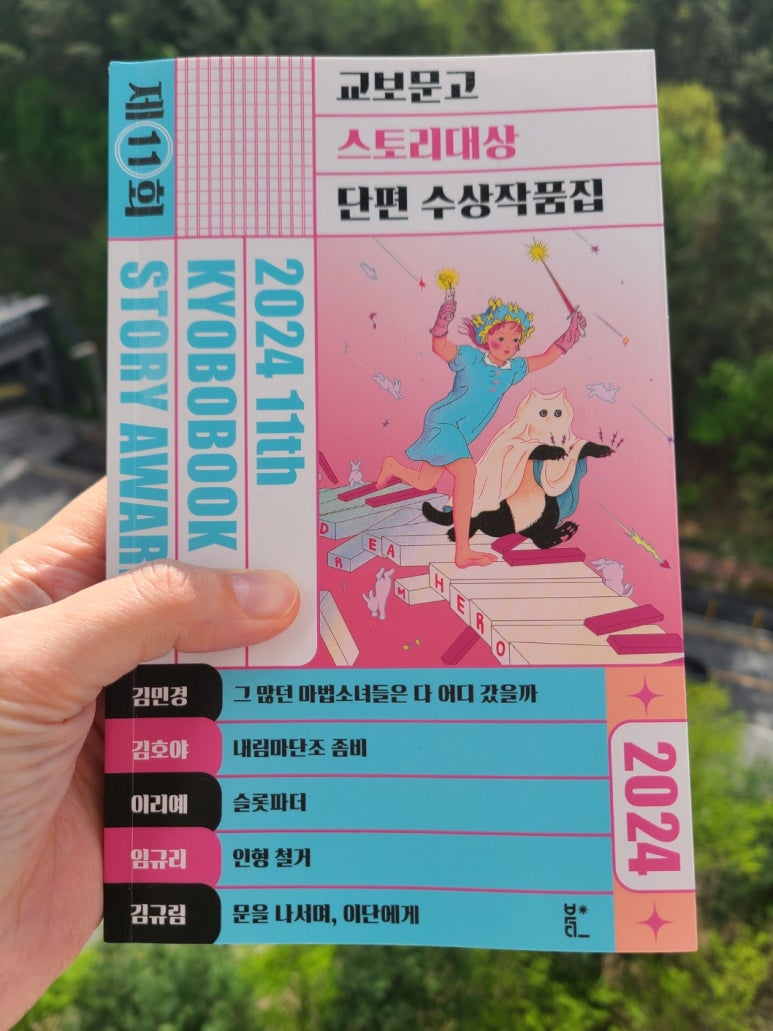 제11회
교보문고
스토리대상
단편 수상작품집
2024 11th
KYOBOBOOK
STORY AWAR
D R E A M
H E R O
김민경 그 많던 마법소녀들은 다 어디 갔을까
김호야 내림마단조 좀비
이리예 슬롯파더
임규리 인형 철거
김규림 문을 나서며, 이단에게
2024